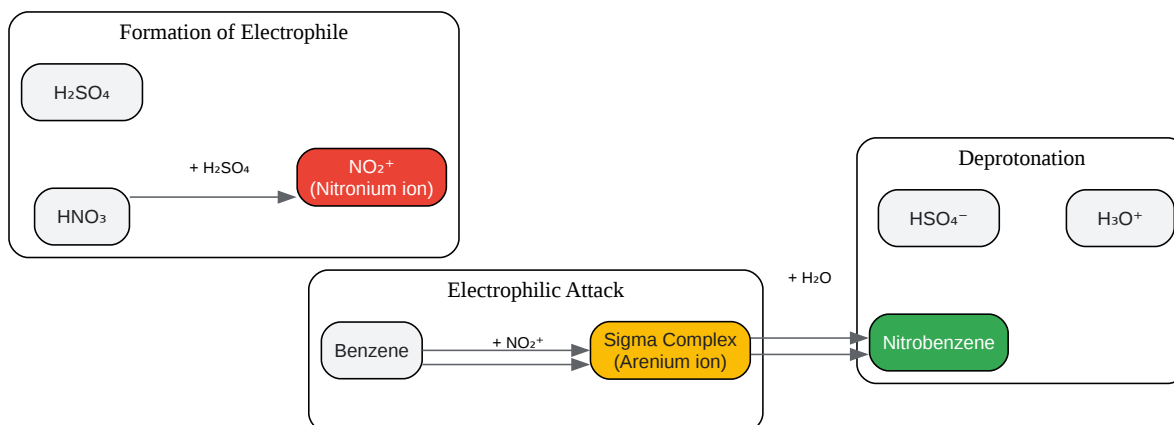 Formation of Electrophile
H₂SO₄
+ H₂SO₄
NO₂⁺
(Nitronium ion)
HNO₃
Electrophilic Attack
Benzene
+ NO₂⁺
Sigma Complex
(Arenium ion)
+ H₂O
Deprotonation
HSO₄⁻
H₃O⁺
Nitrobenzene